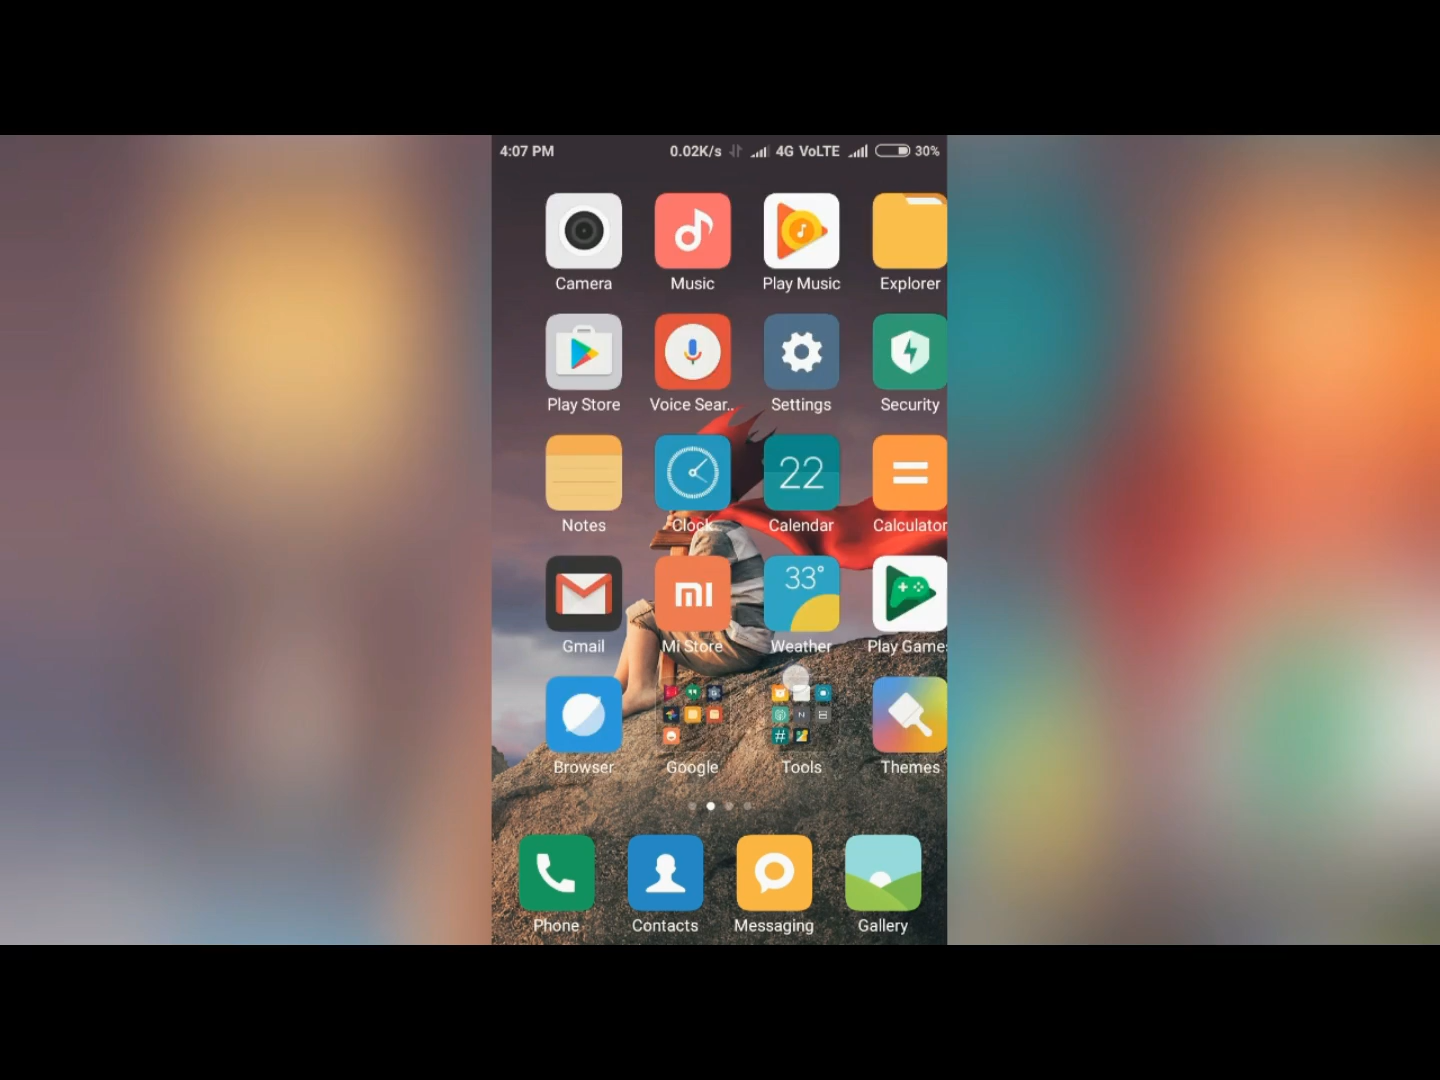 4:07 PM 0.02K/s 4G VoLTE 30%
Camera Music Play Music Explorer
Play Store Voice Sear.. Settings Security
22
Notes Clock Calendar Calculator
mi 33°
Gmail Mi Store Weather Play Game
Browser Google Tools Themes
Phone Contacts Messaging Gallery